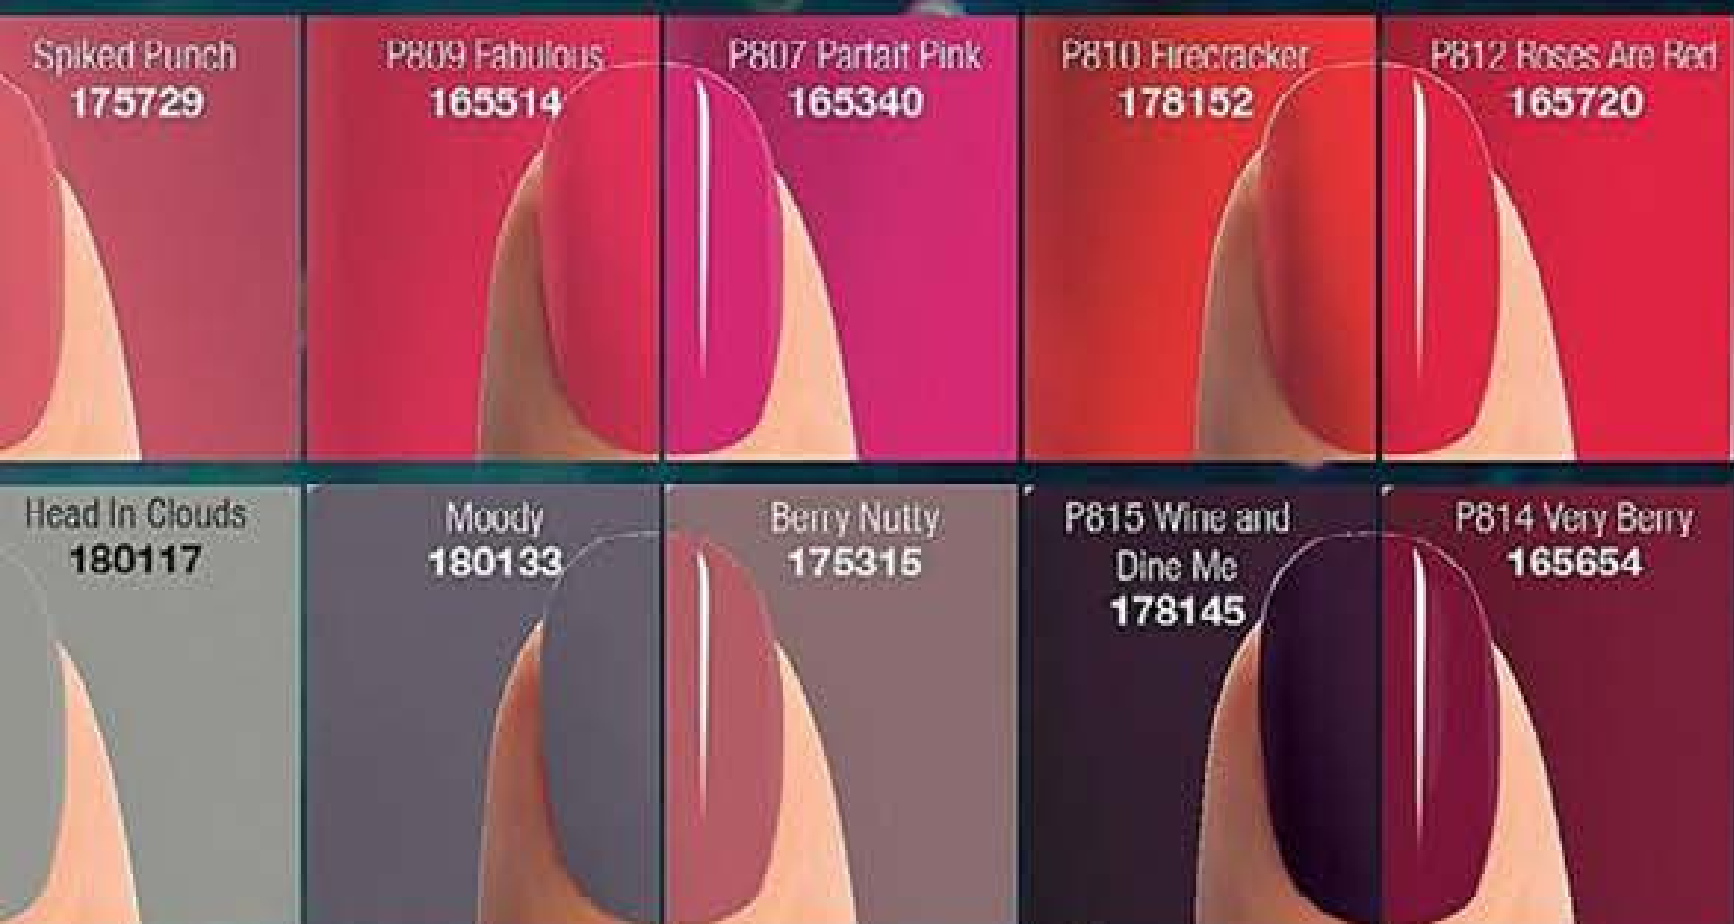 Spiked Punch
175729
P809 Fabulous
165514
P807 Parfait Pink
165340
P810 Firecracker
178152
P812 Roses Are Red
165720
Head In Clouds
180117
Moody
180133
Berry Nutty
175315
P815 Wine and
Dine Me
178145
P814 Very Berry
165654